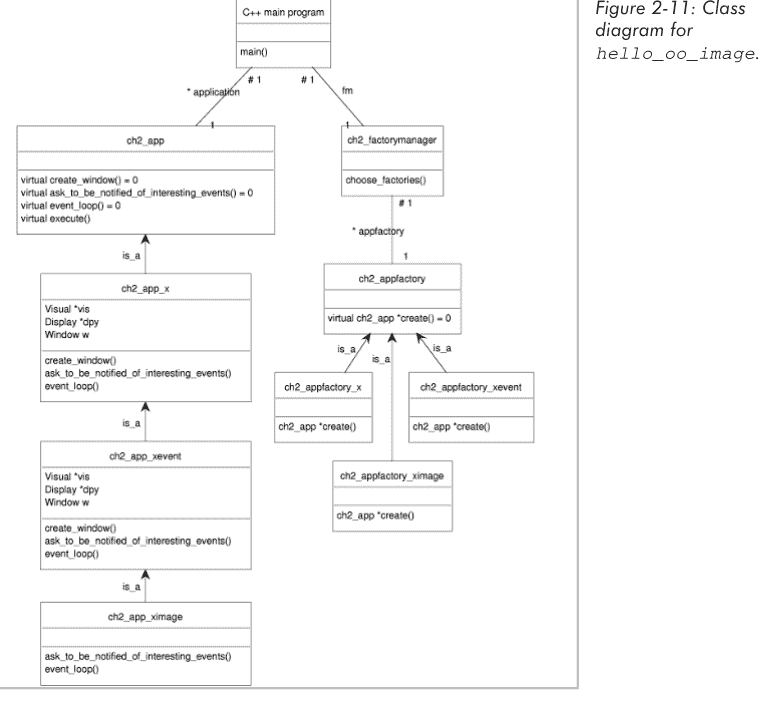 C++ main program
main()
# 1
# 1
* application
fm
1
1
ch2_app
virtual create_window() = 0
virtual ask_to_be_notified_of_interesting_events() = 0
virtual event_loop() = 0
virtual execute()
ch2_factorymanager
choose_factories()
# 1
* appfactory
1
is_a
ch2_app_x
Visual *vis
Display *dpy
Window w
create_window()
ask_to_be_notified_of_interesting_events()
event_loop()
ch2_appfactory
virtual ch2_app *create() = 0
is_a
is_a
is_a
ch2_appfactory_x
ch2_app *create()
ch2_appfactory_xevent
ch2_app *create()
is_a
ch2_app_xevent
Visual *vis
Display *dpy
Window w
create_window()
ask_to_be_notified_of_interesting_events()
event_loop()
ch2_appfactory_ximage
ch2_app *create()
is_a
ch2_app_ximage
ask_to_be_notified_of_interesting_events()
event_loop()
Figure 2-11: Class
diagram for
hello_oo_image.